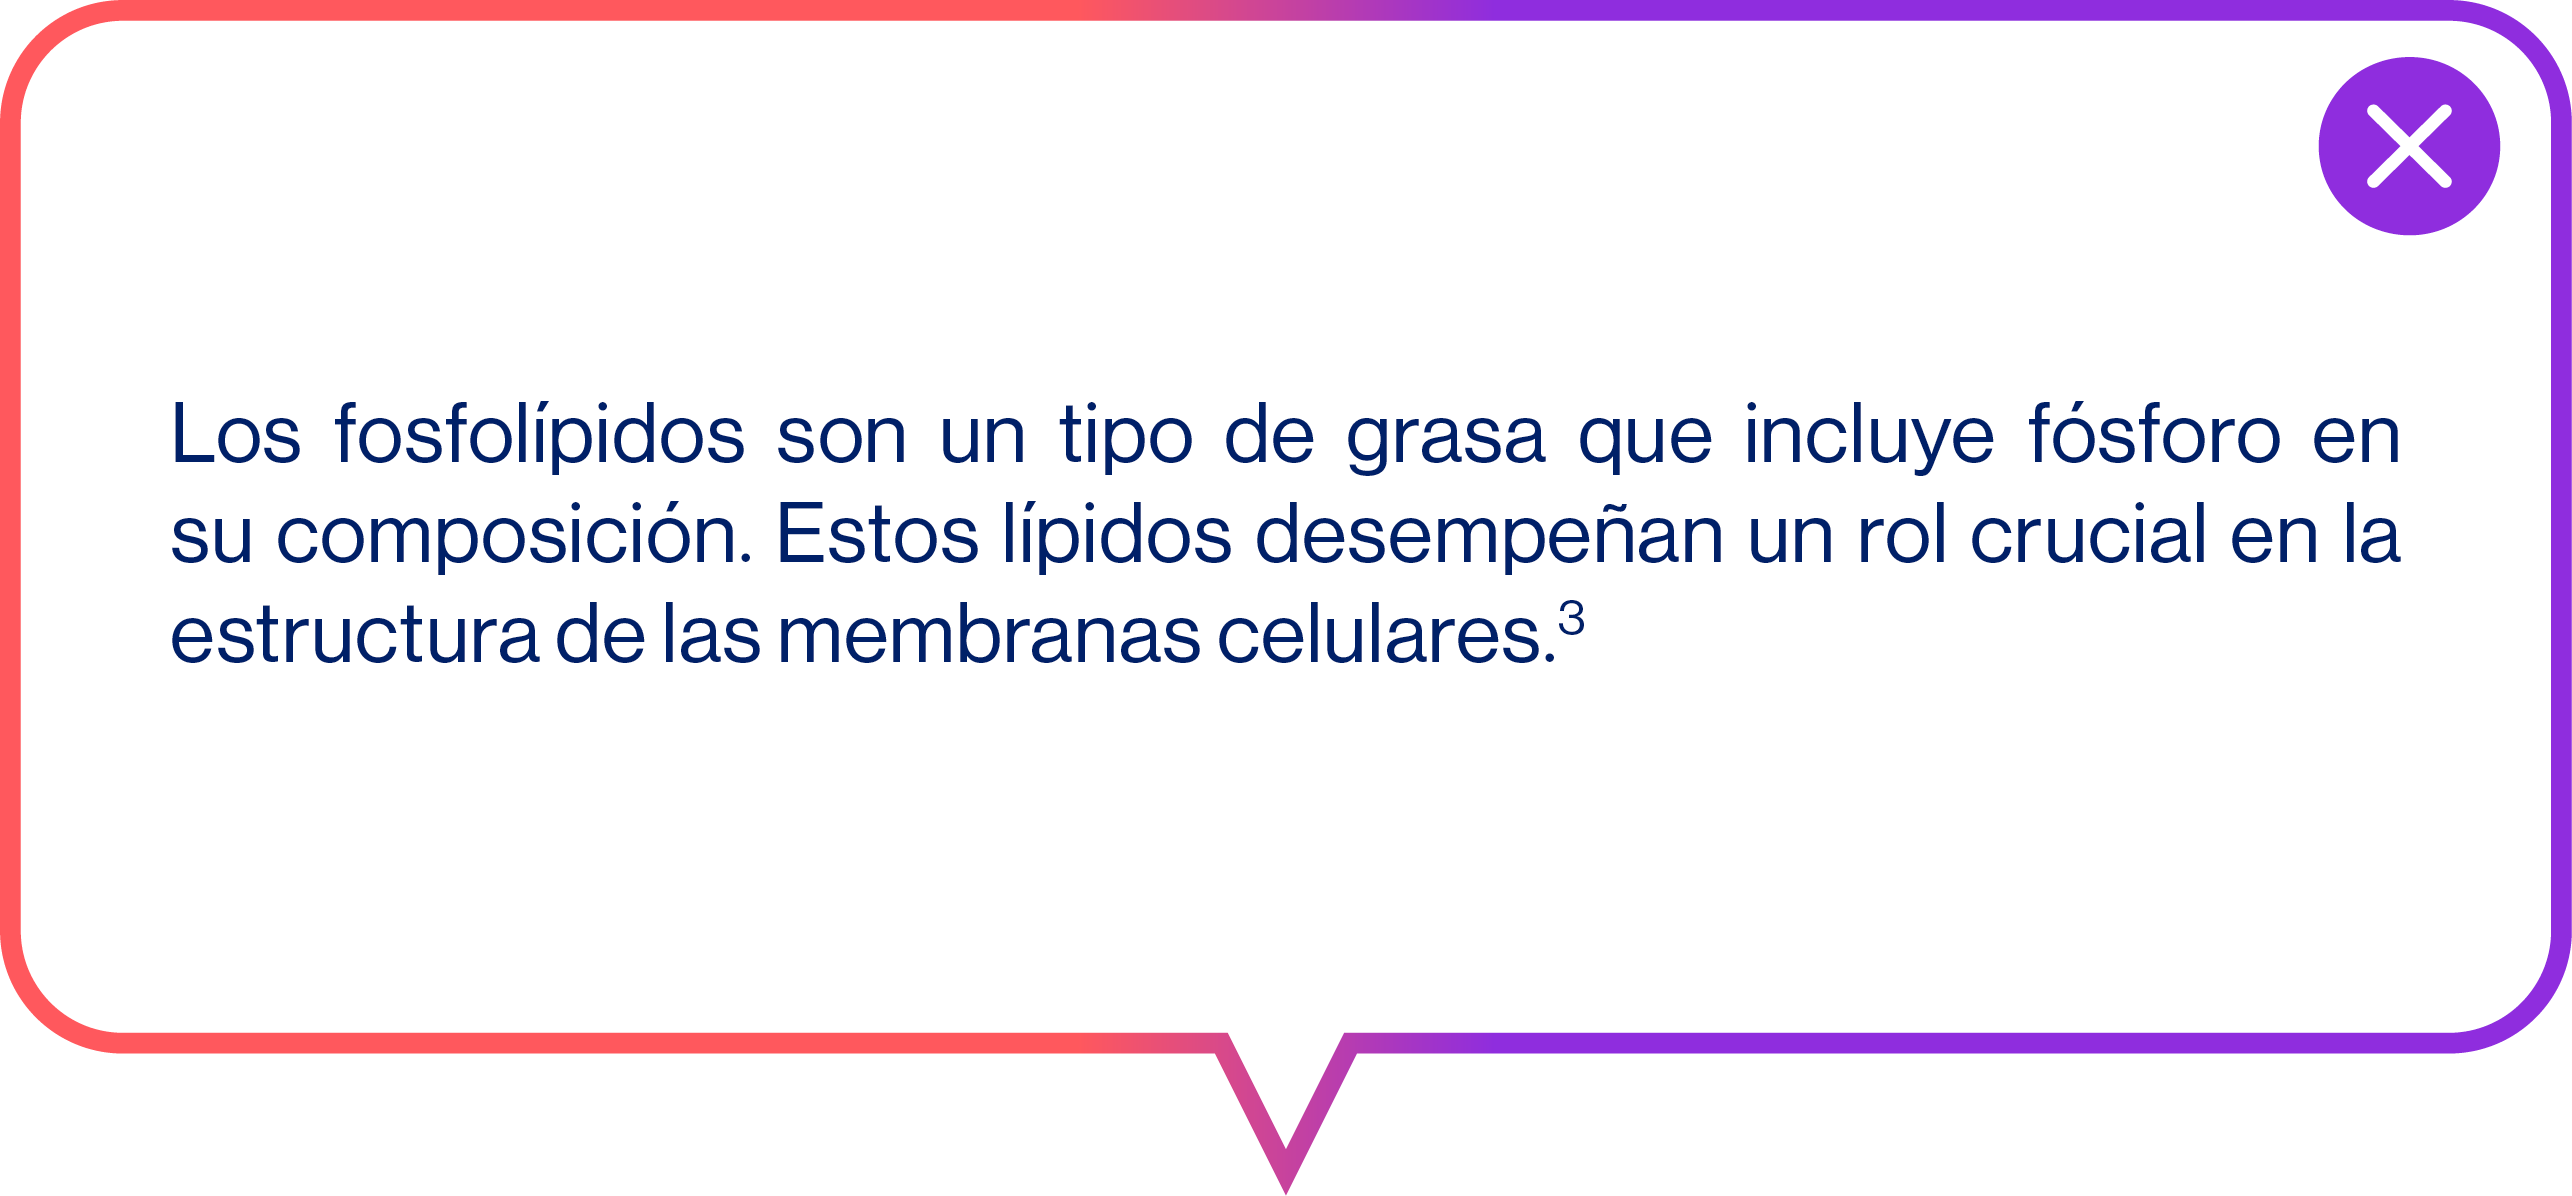 Los fosfolípidos son un tipo de grasa que incluye fósforo en
su composición. Estos lípidos desempeñan un rol crucial en la
estructura de las membranas celulares.³